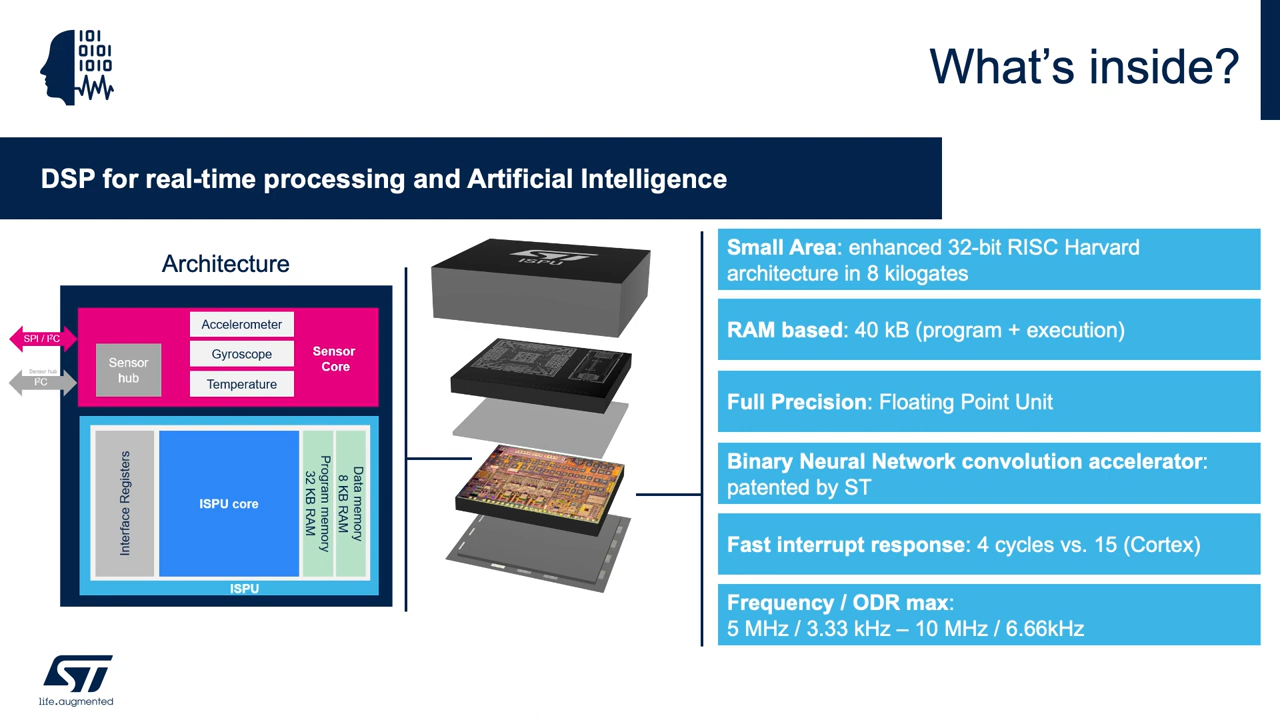 101
0101
1010
What's inside?
DSP for real-time processing and Artificial Intelligence
Architecture
SPI / I²C
Sensor hub
I²C
Sensor
hub
Accelerometer
Gyroscope
Temperature
Sensor
Core
Interface Registers
ISPU core
Program memory
32 KB RAM
Data memory
8 KB RAM
ISPU
ST
ISPU
Small Area: enhanced 32-bit RISC Harvard
architecture in 8 kilogates
RAM based: 40 kB (program + execution)
Full Precision: Floating Point Unit
Binary Neural Network convolution accelerator:
patented by ST
Fast interrupt response: 4 cycles vs. 15 (Cortex)
Frequency / ODR max:
5 MHz / 3.33 kHz – 10 MHz / 6.66kHz
ST
life.augmented